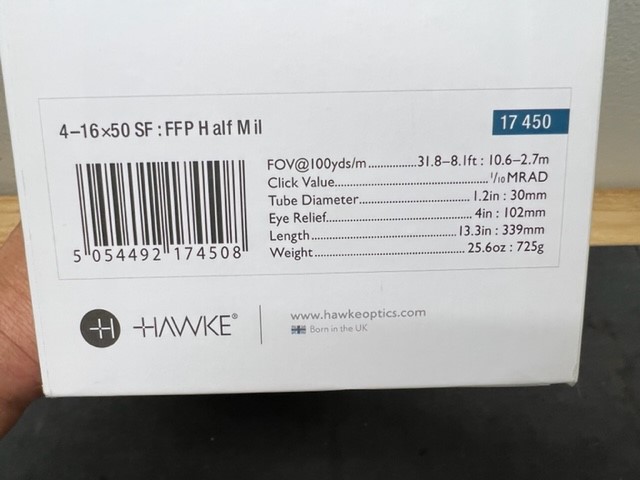 4–16×50 SF : FFP Half Mil
17 450
FOV@100yds/m...............31.8–8.1ft : 10.6–2.7m
Click Value.................................................¹/₁₀ MRAD
Tube Diameter....................................1.2in : 30mm
Eye Relief..............................................4in : 102mm
Length.............................................13.3in : 339mm
Weight...............................................25.6oz : 725g
5 054492 174508
HAWKE®
www.hawkeoptics.com
Born in the UK